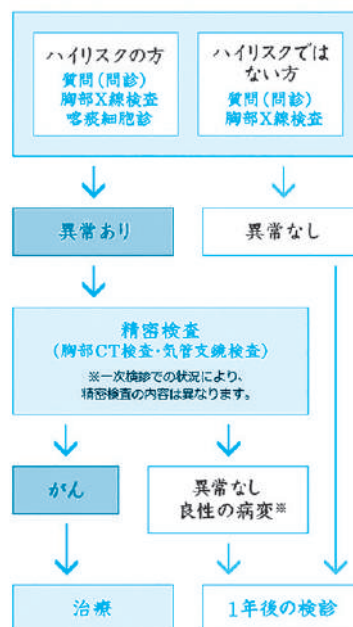 ハイリスクの方
質問(問診)
胸部X線検査
喀痰細胞診
ハイリスクでは
ない方
質問(問診)
胸部X線検査
異常あり
異常なし
精密検査
(胸部CT検査・気管支鏡検査)
※一次検診での状況により、
精密検査の内容は異なります。
がん
異常なし
良性の病変※
治療
1年後の検診